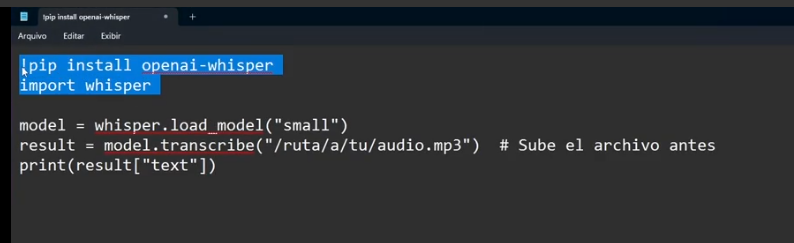 !pip install openai-whisper
Arquivo Editar Exibir
!pip install openai-whisper
import whisper
model = whisper.load_model("small")
result = model.transcribe("/ruta/a/tu/audio.mp3")  # Sube el archivo antes
print(result["text"])